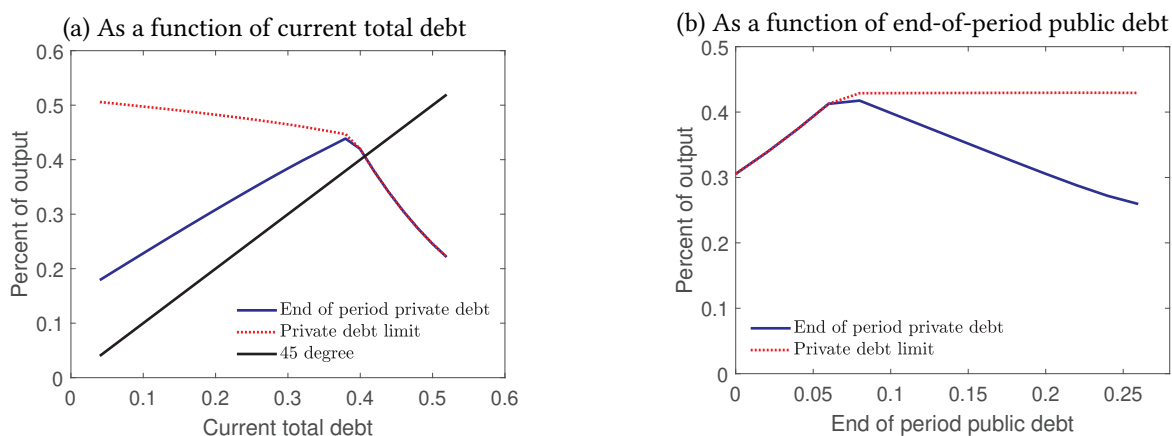 (a) As a function of current total debt
0.6
0.5
0.4
0.3
0.2
0.1
0
Percent of output
End of period private debt
Private debt limit
45 degree
0 0.1 0.2 0.3 0.4 0.5 0.6
Current total debt
(b) As a function of end-of-period public debt
0.5
0.4
0.3
0.2
0.1
0
Percent of output
End of period private debt
Private debt limit
0 0.05 0.1 0.15 0.2 0.25
End of period public debt